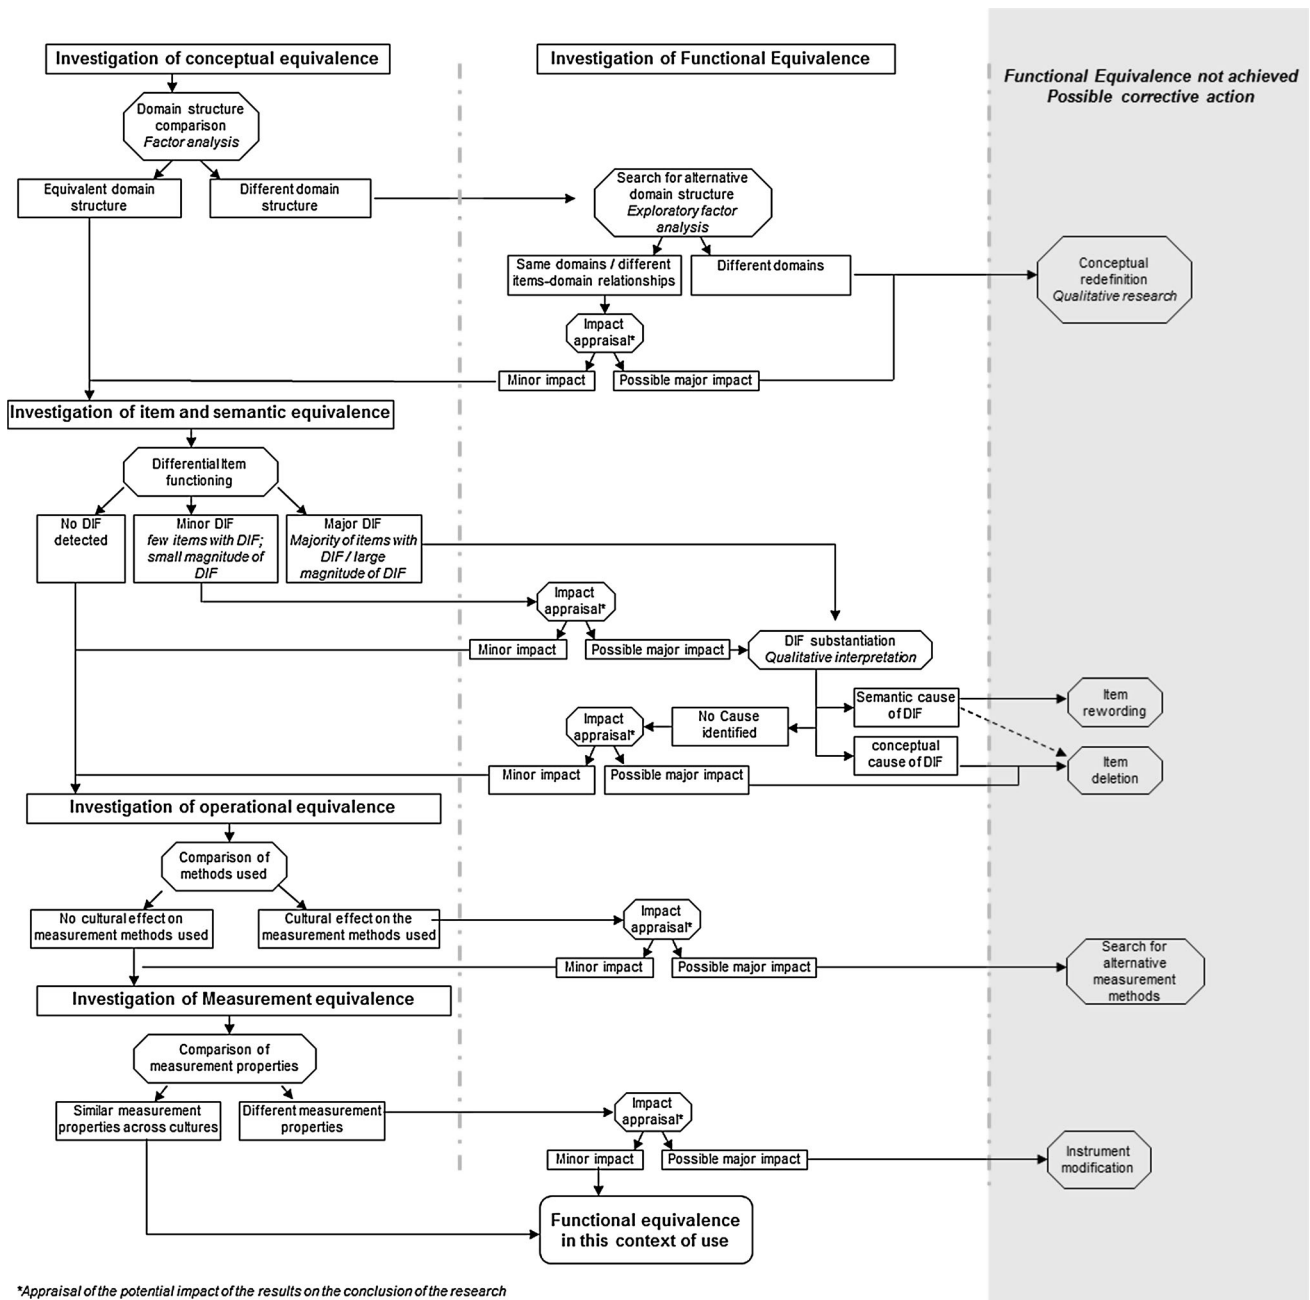 Investigation of conceptual equivalence
Investigation of Functional Equivalence
Functional Equivalence not achieved
Possible corrective action
Domain structure
comparison
Factor analysis
Equivalent domain
structure
Different domain
structure
Search for alternative
domain structure
Exploratory factor
analysis
Same domains / different
items-domain relationships
Different domains
Conceptual
redefinition
Qualitative research
Impact
appraisal*
Minor impact
Possible major impact
Investigation of item and semantic equivalence
Differential Item
functioning
No DIF
detected
Minor DIF
few items with DIF;
small magnitude of
DIF
Major DIF
Majority of items with
DIF / large
magnitude of DIF
Impact
appraisal*
Minor impact
Possible major impact
DIF substantiation
Qualitative interpretation
Semantic cause
of DIF
Item
rewording
No Cause
identified
Impact
appraisal*
conceptual
cause of DIF
Item
deletion
Minor impact
Possible major impact
Investigation of operational equivalence
Comparison of
methods used
No cultural effect on
measurement methods used
Cultural effect on the
measurement methods used
Impact
appraisal*
Minor impact
Possible major impact
Search for
alternative
measurement
methods
Investigation of Measurement equivalence
Comparison of
measurement properties
Similar measurement
properties across cultures
Different measurement
properties
Impact
appraisal*
Minor impact
Possible major impact
Instrument
modification
Functional equivalence
in this context of use
*Appraisal of the potential impact of the results on the conclusion of the research